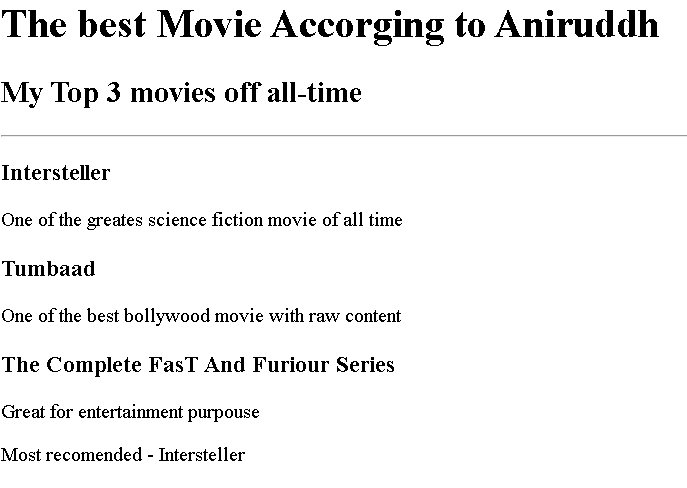 The best Movie Accorging to Aniruddh
My Top 3 movies off all-time
Intersteller
One of the greates science fiction movie of all time
Tumbaad
One of the best bollywood movie with raw content
The Complete FasT And Furiour Series
Great for entertainment purpouse
Most recomended - Intersteller